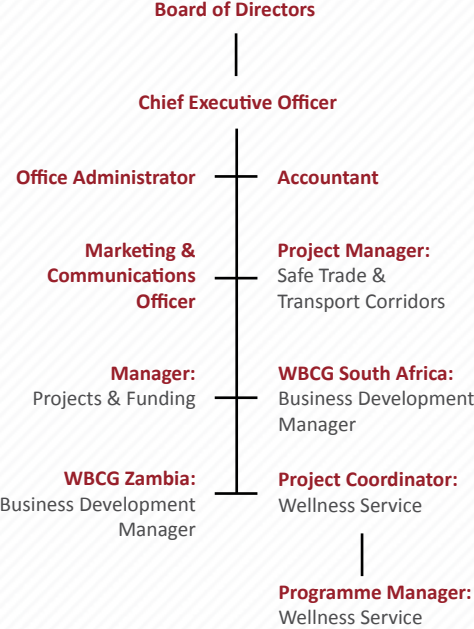 Board of Directors
Chief Executive Officer
Office Administrator
Accountant
Marketing &
Communications
Officer
Project Manager:
Safe Trade &
Transport Corridors
Manager:
Projects & Funding
WBCG South Africa:
Business Development
Manager
WBCG Zambia:
Business Development
Manager
Project Coordinator:
Wellness Service
Programme Manager:
Wellness Service